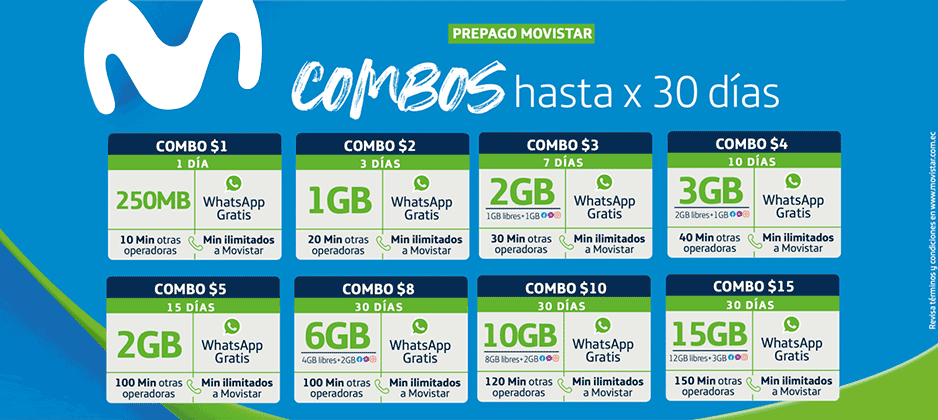 PREPAGO MOVISTAR
COMBOS hasta x 30 días
COMBO $1
1 DÍA
250MB
WhatsApp
Gratis
10 Min otras
operadoras
Min ilimitados
a Movistar
COMBO $2
3 DÍAS
1GB
WhatsApp
Gratis
20 Min otras
operadoras
Min ilimitados
a Movistar
COMBO $3
7 DÍAS
2GB
1GB libres+1GB
WhatsApp
Gratis
30 Min otras
operadoras
Min ilimitados
a Movistar
COMBO $4
10 DÍAS
3GB
2GB libres+1GB
WhatsApp
Gratis
40 Min otras
operadoras
Min ilimitados
a Movistar
COMBO $5
15 DÍAS
2GB
WhatsApp
Gratis
100 Min otras
operadoras
Min ilimitados
a Movistar
COMBO $8
30 DÍAS
6GB
4GB libres+2GB
WhatsApp
Gratis
100 Min otras
operadoras
Min ilimitados
a Movistar
COMBO $10
30 DÍAS
10GB
8GB libres+2GB
WhatsApp
Gratis
120 Min otras
operadoras
Min ilimitados
a Movistar
COMBO $15
30 DÍAS
15GB
12GB libres+3GB
WhatsApp
Gratis
150 Min otras
operadoras
Min ilimitados
a Movistar
Revisa términos y condiciones en www.movistar.com.ec